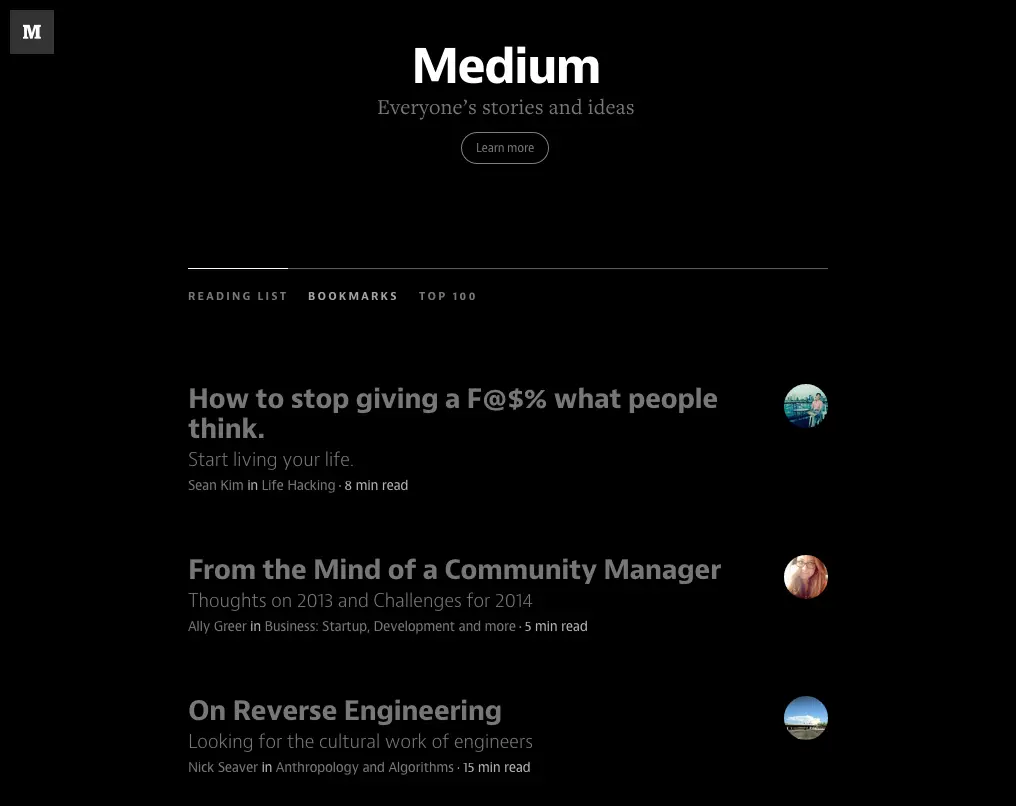 M
Medium
Everyone’s stories and ideas
Learn more
READING LIST BOOKMARKS TOP 100
How to stop giving a F@$% what people
think.
Start living your life.
Sean Kim in Life Hacking · 8 min read
From the Mind of a Community Manager
Thoughts on 2013 and Challenges for 2014
Ally Greer in Business: Startup, Development and more · 5 min read
On Reverse Engineering
Looking for the cultural work of engineers
Nick Seaver in Anthropology and Algorithms · 15 min read